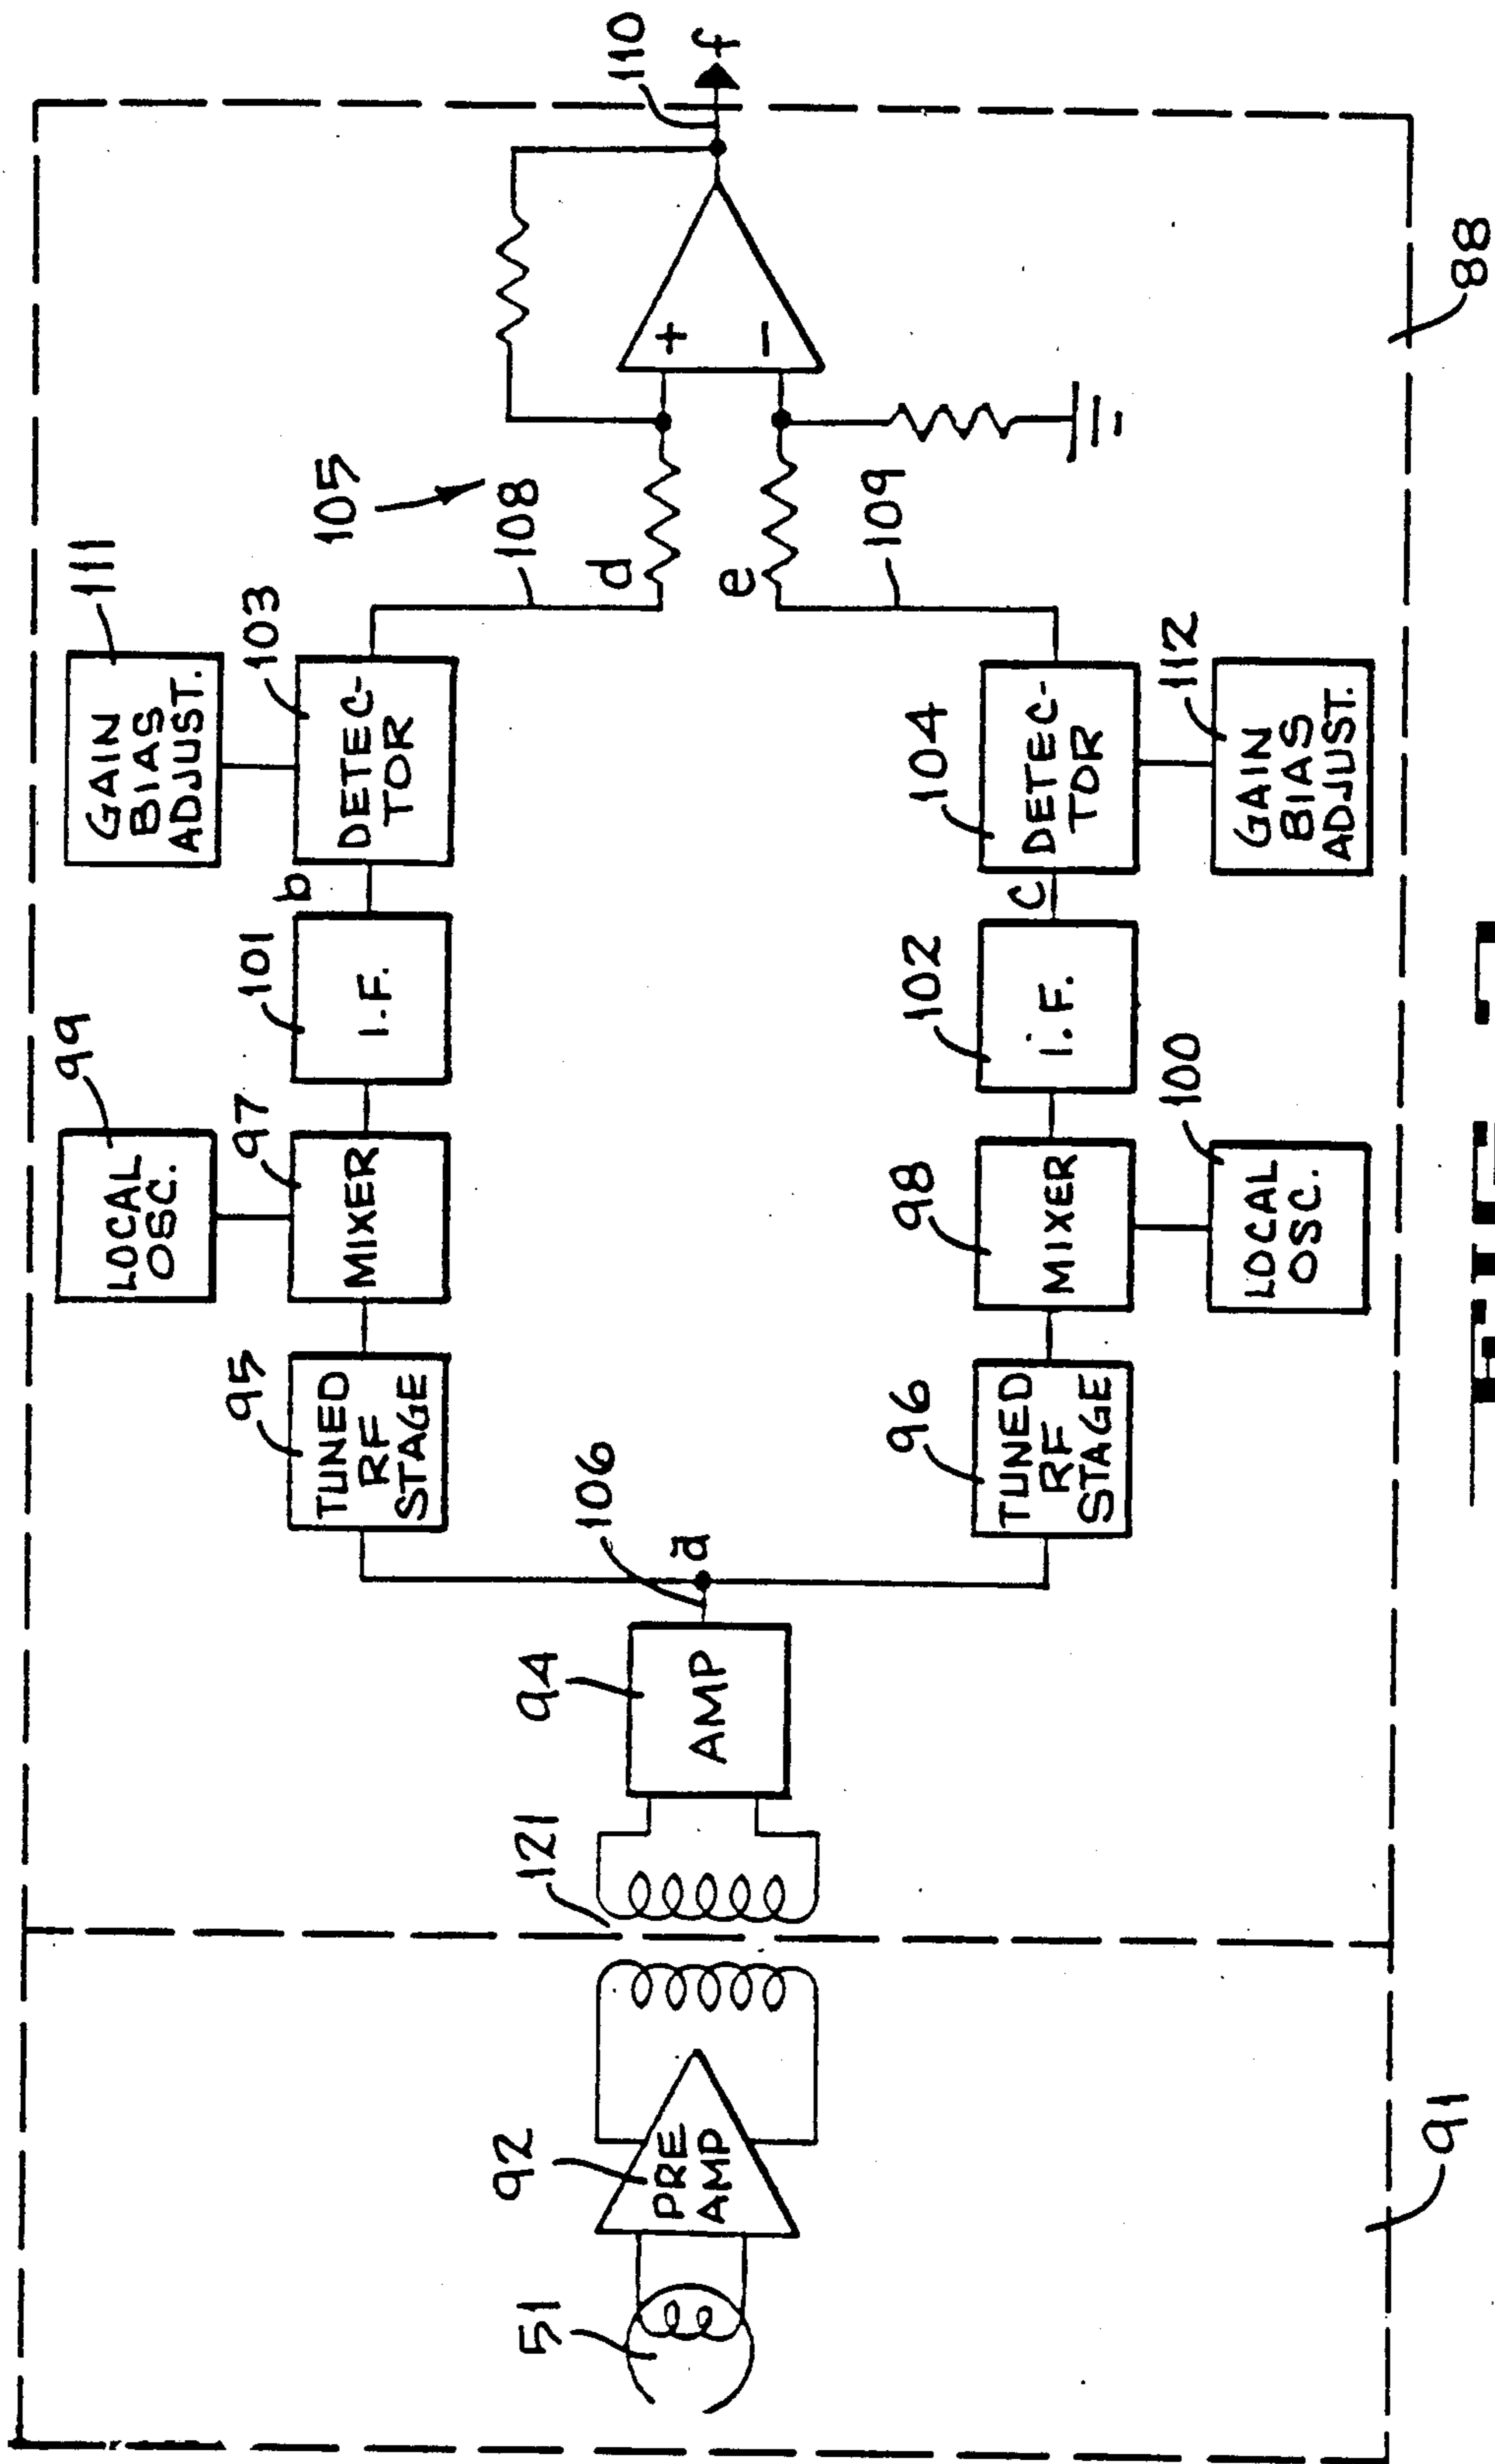 99
LOCAL
OSC.
111
GAIN
BIAS
ADJUST.
95
TUNED
RF
STAGE
97
MIXER
101
I.F.
b
103
DETEC-
TOR
105
108
51
92
PRE
AMP
121
94
AMP
106
a
d
e
+
−
110
f
109
96
TUNED
RF
STAGE
98
MIXER
102
i.F.
c
104
DETEC-
TOR
100
LOCAL
OSC.
112
GAIN
BIAS
ADJUST.
91
88